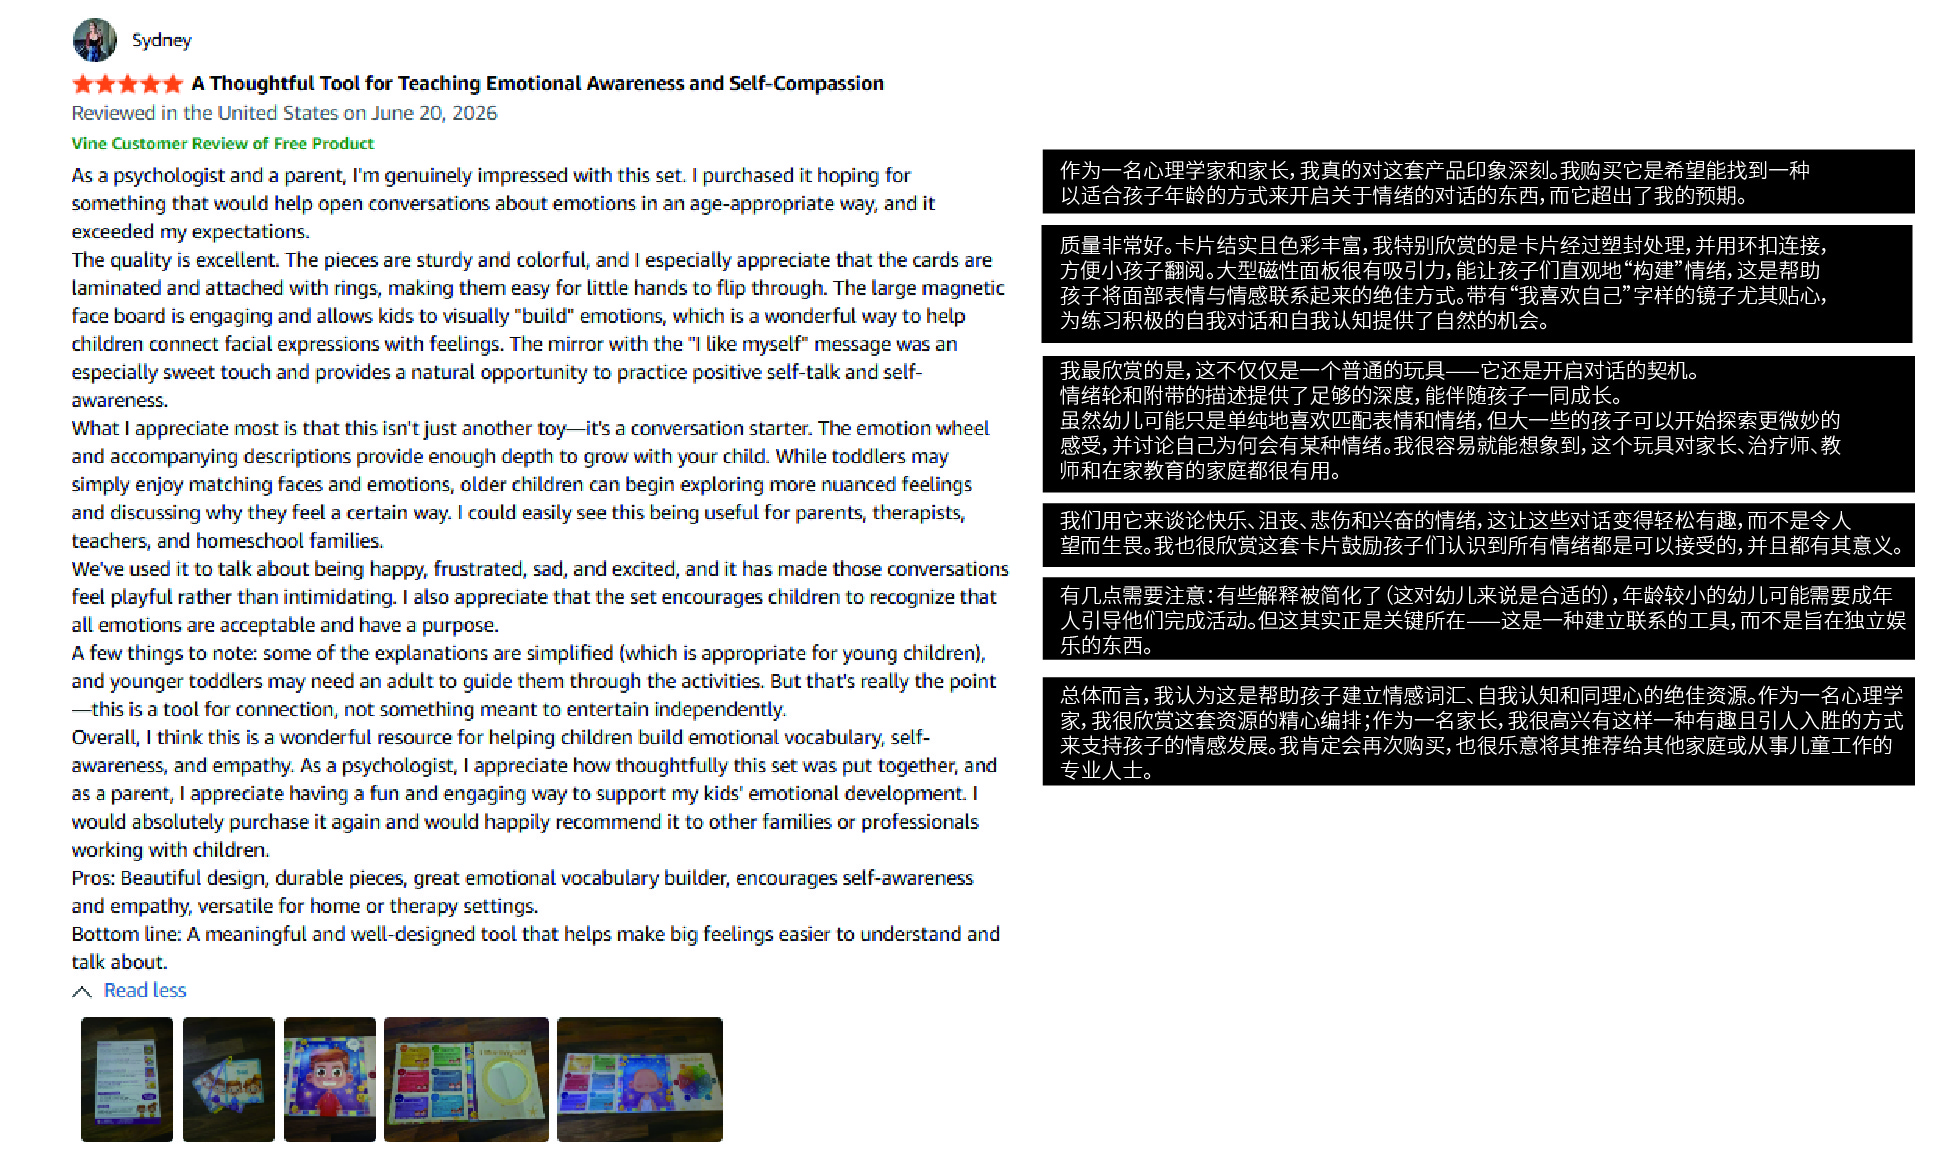 Sydney
A Thoughtful Tool for Teaching Emotional Awareness and Self-Compassion
Reviewed in the United States on June 20, 2026
Vine Customer Review of Free Product
As a psychologist and a parent, I'm genuinely impressed with this set. I purchased it hoping for
something that would help open conversations about emotions in an age-appropriate way, and it
exceeded my expectations.
The quality is excellent. The pieces are sturdy and colorful, and I especially appreciate that the cards are
laminated and attached with rings, making them easy for little hands to flip through. The large magnetic
face board is engaging and allows kids to visually "build" emotions, which is a wonderful way to help
children connect facial expressions with feelings. The mirror with the "I like myself" message was an
especially sweet touch and provides a natural opportunity to practice positive self-talk and self-
awareness.
What I appreciate most is that this isn't just another toy—it's a conversation starter. The emotion wheel
and accompanying descriptions provide enough depth to grow with your child. While toddlers may
simply enjoy matching faces and emotions, older children can begin exploring more nuanced feelings
and discussing why they feel a certain way. I could easily see this being useful for parents, therapists,
teachers, and homeschool families.
We've used it to talk about being happy, frustrated, sad, and excited, and it has made those conversations
feel playful rather than intimidating. I also appreciate that the set encourages children to recognize that
all emotions are acceptable and have a purpose.
A few things to note: some of the explanations are simplified (which is appropriate for young children),
and younger toddlers may need an adult to guide them through the activities. But that's really the point
—this is a tool for connection, not something meant to entertain independently.
Overall, I think this is a wonderful resource for helping children build emotional vocabulary, self-
awareness, and empathy. As a psychologist, I appreciate how thoughtfully this set was put together, and
as a parent, I appreciate having a fun and engaging way to support my kids' emotional development. I
would absolutely purchase it again and would happily recommend it to other families or professionals
working with children.
Pros: Beautiful design, durable pieces, great emotional vocabulary builder, encourages self-awareness
and empathy, versatile for home or therapy settings.
Bottom line: A meaningful and well-designed tool that helps make big feelings easier to understand and
talk about.
Read less
作为一名心理学家和家长，我真的对这套产品印象深刻。我购买它是希望能找到一种
以适合孩子年龄的方式来开启关于情绪的对话的东西，而它超出了我的预期。
质量非常好。卡片结实且色彩丰富，我特别欣赏的是卡片经过塑封处理，并用环扣连接，
方便小孩子翻阅。大型磁性面板很有吸引力，能让孩子们直观地“构建”情绪，这是帮助
孩子将面部表情与情感联系起来的绝佳方式。带有“我喜欢自己”字样的镜子尤其贴心，
为练习积极的自我对话和自我认知提供了自然的机会。
我最欣赏的是，这不仅仅是一个普通的玩具——它还是开启对话的契机。
情绪轮和附带的描述提供了足够的深度，能伴随孩子一同成长。
虽然幼儿可能只是单纯地喜欢匹配表情和情绪，但大一些的孩子可以开始探索更微妙的
感受，并讨论自己为何会有某种情绪。我很容易就能想象到，这个玩具对家长、治疗师、教
师和在家教育的家庭都很有用。
我们用它来谈论快乐、沮丧、悲伤和兴奋的情绪，这让这些对话变得轻松有趣，而不是令人
望而生畏。我也很欣赏这套卡片鼓励孩子们认识到所有情绪都是可以接受的，并且都有其意义。
有几点需要注意：有些解释被简化了（这对幼儿来说是合适的），年龄较小的幼儿可能需要成年
人引导他们完成活动。但这其实正是关键所在——这是一种建立联系的工具，而不是旨在独立娱
乐的东西。
总体而言，我认为这是帮助孩子建立情感词汇、自我认知和同理心的绝佳资源。作为一名心理学
家，我很欣赏这套资源的精心编排；作为一名家长，我很高兴有这样一种有趣且引人入胜的方式
来支持孩子的情感发展。我肯定会再次购买，也很乐意将其推荐给其他家庭或从事儿童工作的
专业人士。